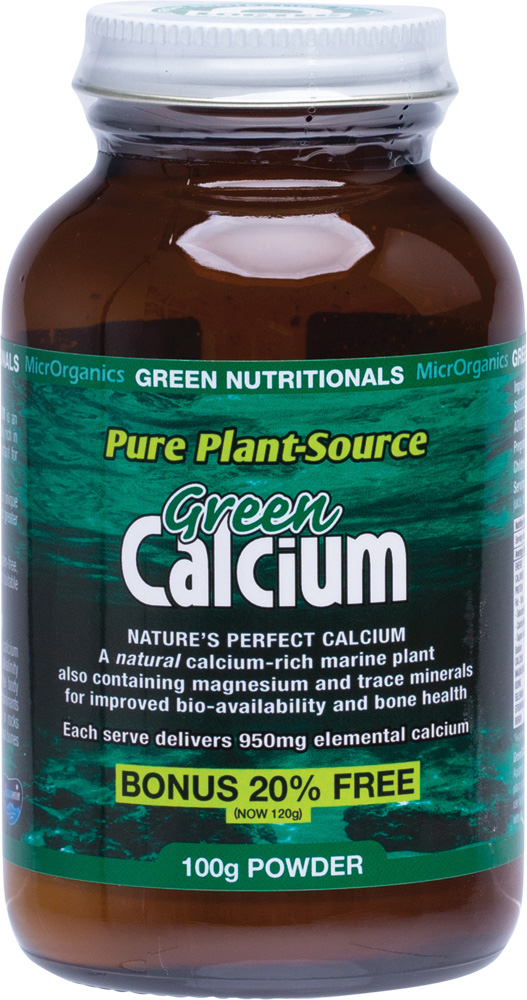 MicrOrganics GREEN NUTRITIONALS MicrOrganics
Pure Plant-Source
Green
Calcium
NATURE'S PERFECT CALCIUM
A natural calcium-rich marine plant
also containing magnesium and trace minerals
for improved bio-availability and bone health
Each serve delivers 950mg elemental calcium
BONUS 20% FREE
(NOW 120g)
100g POWDER